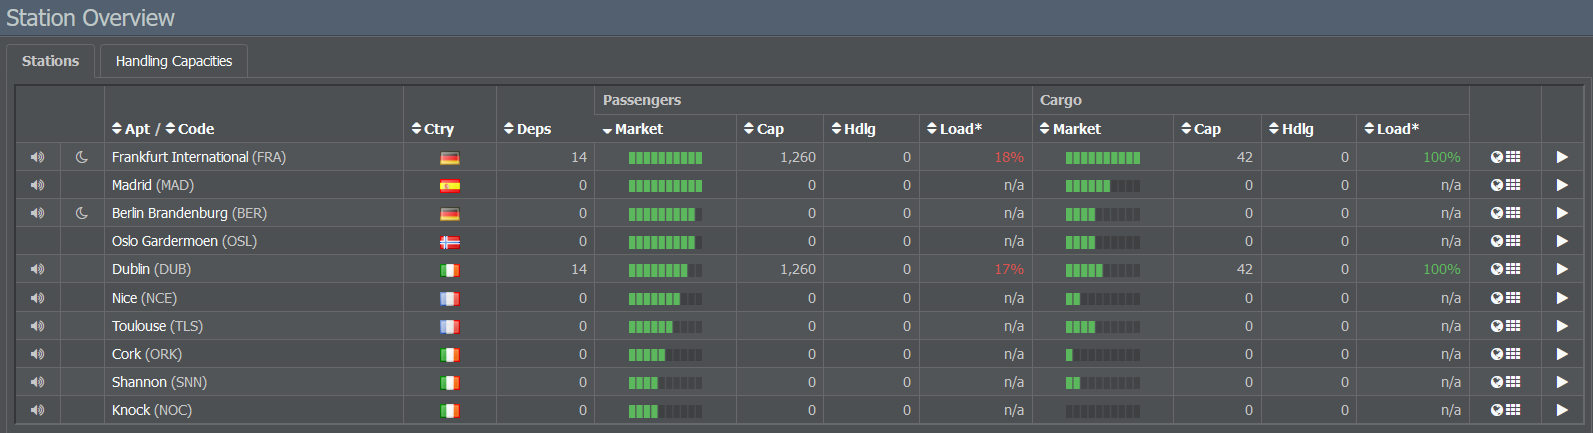 Station Overview
Stations Handling Capacities
Passengers Cargo
Apt / Code Ctry Deps Market Cap Hdlg Load* Market Cap Hdlg Load*
Frankfurt International (FRA) 14 1,260 0 18% 42 0 100%
Madrid (MAD) 0 0 0 n/a 0 0 n/a
Berlin Brandenburg (BER) 0 0 0 n/a 0 0 n/a
Oslo Gardermoen (OSL) 0 0 0 n/a 0 0 n/a
Dublin (DUB) 14 1,260 0 17% 42 0 100%
Nice (NCE) 0 0 0 n/a 0 0 n/a
Toulouse (TLS) 0 0 0 n/a 0 0 n/a
Cork (ORK) 0 0 0 n/a 0 0 n/a
Shannon (SNN) 0 0 0 n/a 0 0 n/a
Knock (NOC) 0 0 0 n/a 0 0 n/a